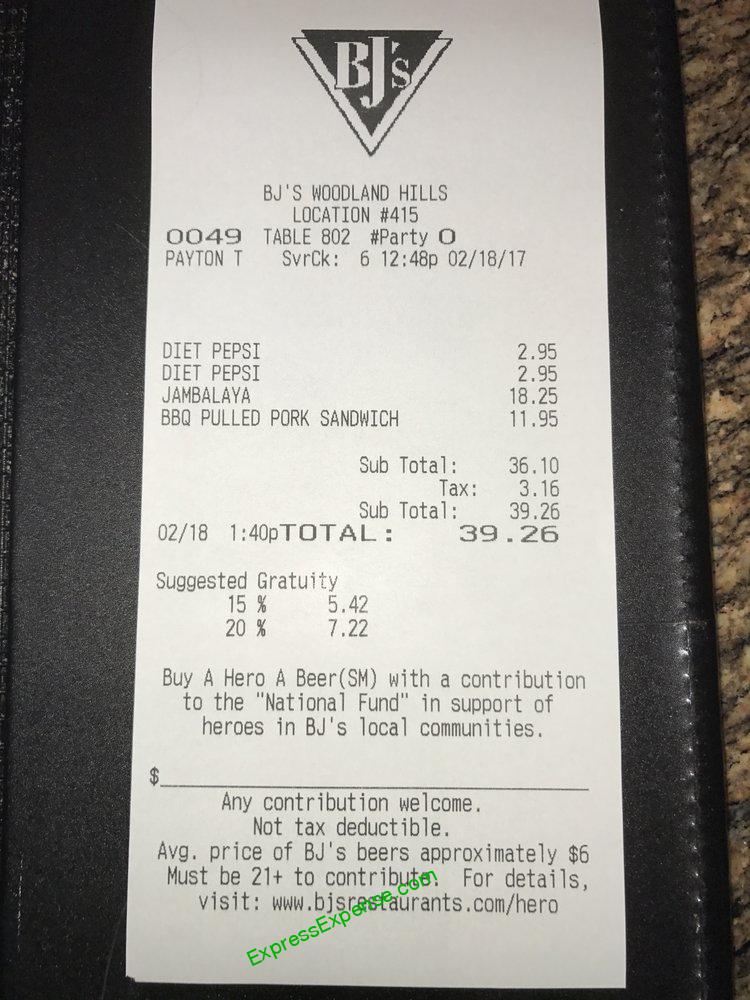 BJ's
BJ'S WOODLAND HILLS
LOCATION #415
0049 TABLE 802 #Party 0
PAYTON T SvrCk: 6 12:48p 02/18/17
DIET PEPSI 2.95
DIET PEPSI 2.95
JAMBALAYA 18.25
BBQ PULLED PORK SANDWICH 11.95
Sub Total: 36.10
Tax: 3.16
Sub Total: 39.26
02/18 1:40pTOTAL: 39.26
Suggested Gratuity
15 % 5.42
20 % 7.22
Buy A Hero A Beer(SM) with a contribution
to the "National Fund" in support of
heroes in BJ's local communities.
$
Any contribution welcome.
Not tax deductible.
Avg. price of BJ's beers approximately $6
Must be 21+ to contribute. For details,
visit: www.bjsrestaurants.com/hero
ExpressExpense.com